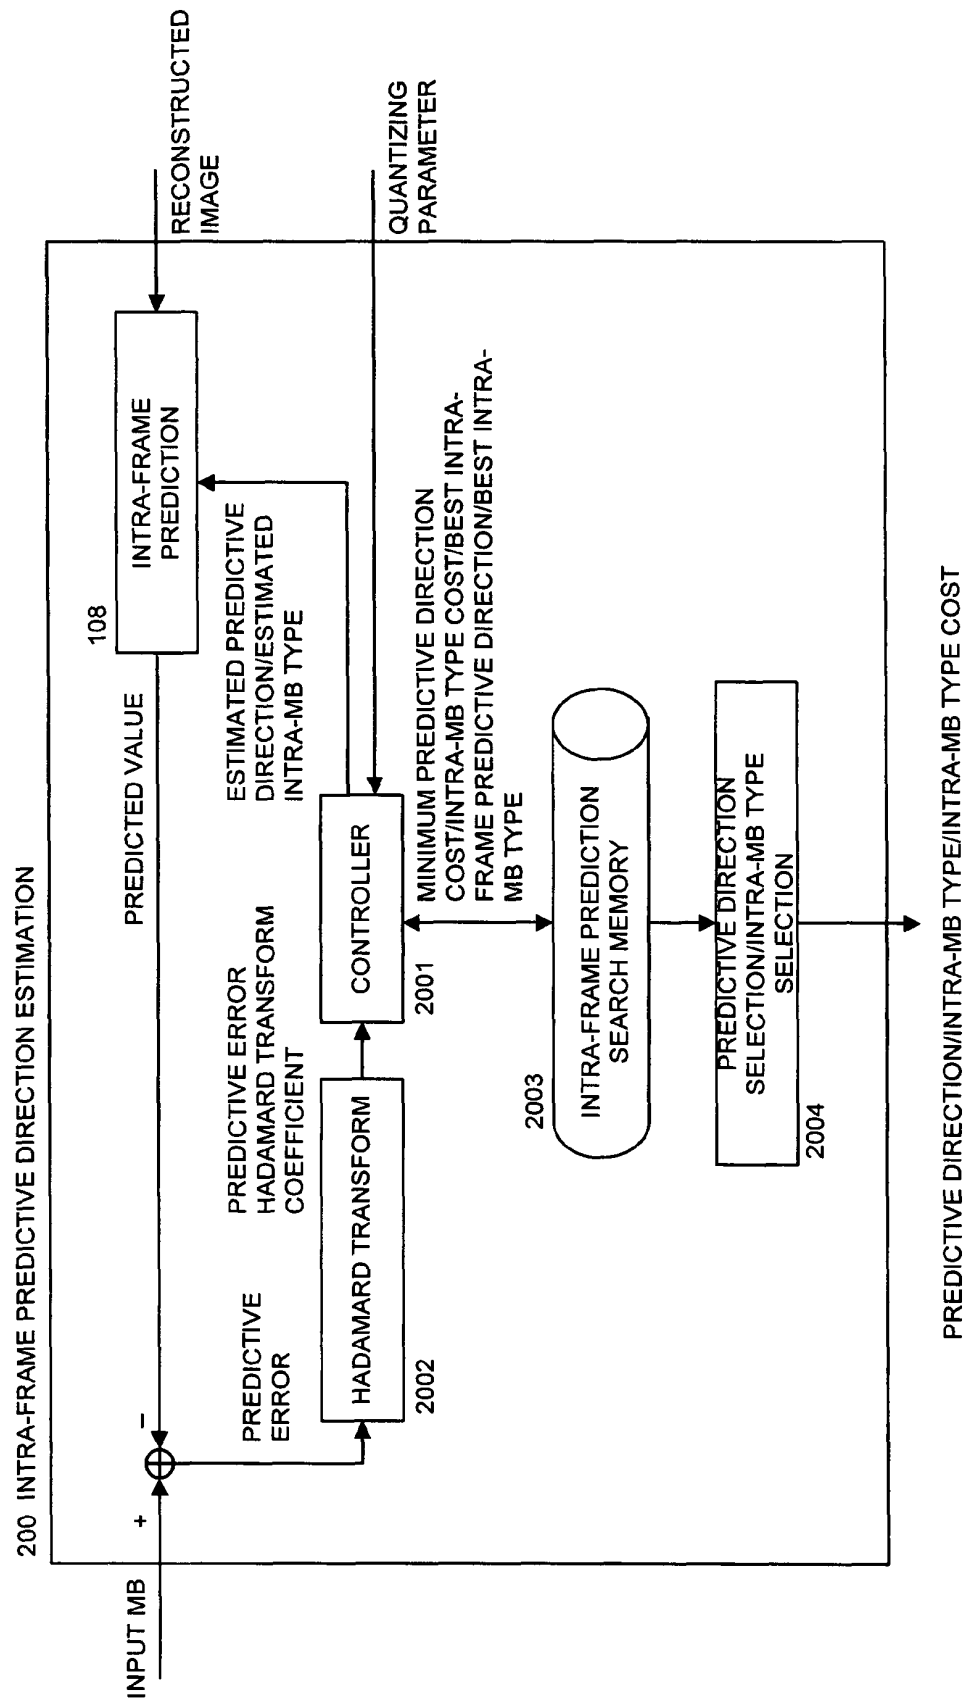 200 INTRA-FRAME PREDICTIVE DIRECTION ESTIMATION
INPUT MB
+
−
PREDICTED VALUE
108
INTRA-FRAME
PREDICTION
RECONSTRUCTED
IMAGE
PREDICTIVE
ERROR
PREDICTIVE ERROR
HADAMARD TRANSFORM
COEFFICIENT
ESTIMATED PREDICTIVE
DIRECTION/ESTIMATED
INTRA-MB TYPE
HADAMARD TRANSFORM
2002
CONTROLLER
2001
QUANTIZING
PARAMETER
MINIMUM PREDICTIVE DIRECTION
COST/INTRA-MB TYPE COST/BEST INTRA-
FRAME PREDICTIVE DIRECTION/BEST INTRA-
MB TYPE
2003
INTRA-FRAME PREDICTION
SEARCH MEMORY
PREDICTIVE DIRECTION
SELECTION/INTRA-MB TYPE
SELECTION
2004
PREDICTIVE DIRECTION/INTRA-MB TYPE/INTRA-MB TYPE COST